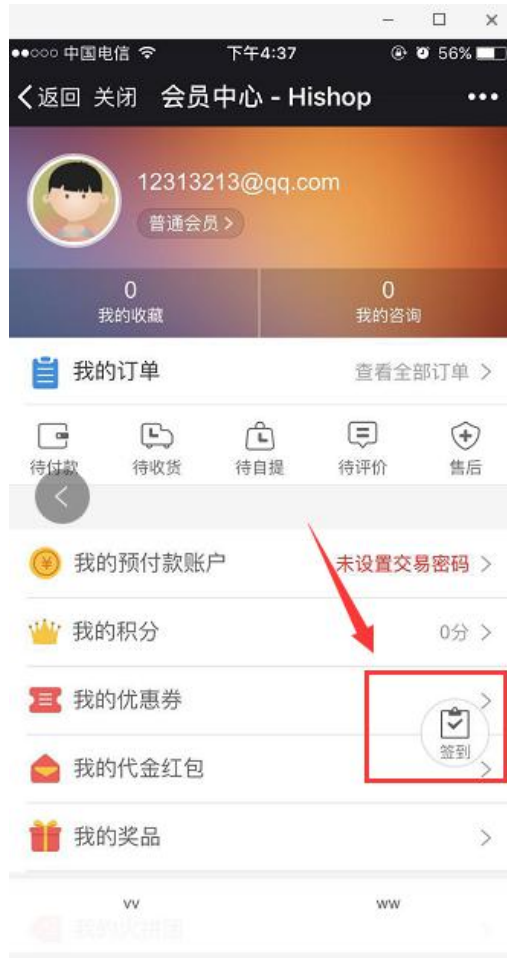 中国电信 下午4:37 56%
返回 关闭 会员中心 - Hishop
12313213@qq.com
普通会员
0 0
我的收藏 我的咨询
我的订单 查看全部订单
待付款 待收货 待自提 待评价 售后
我的预付款账户 未设置交易密码
我的积分 0分
我的优惠券
签到
我的代金红包
我的奖品
vv ww